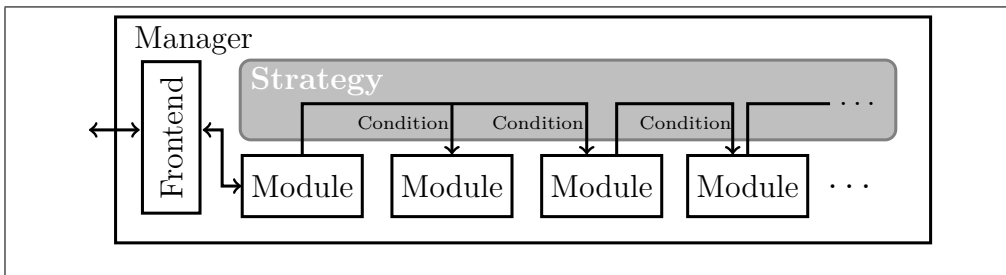 Manager
Frontend
Strategy
Condition Condition Condition . . .
Module Module Module Module . . .